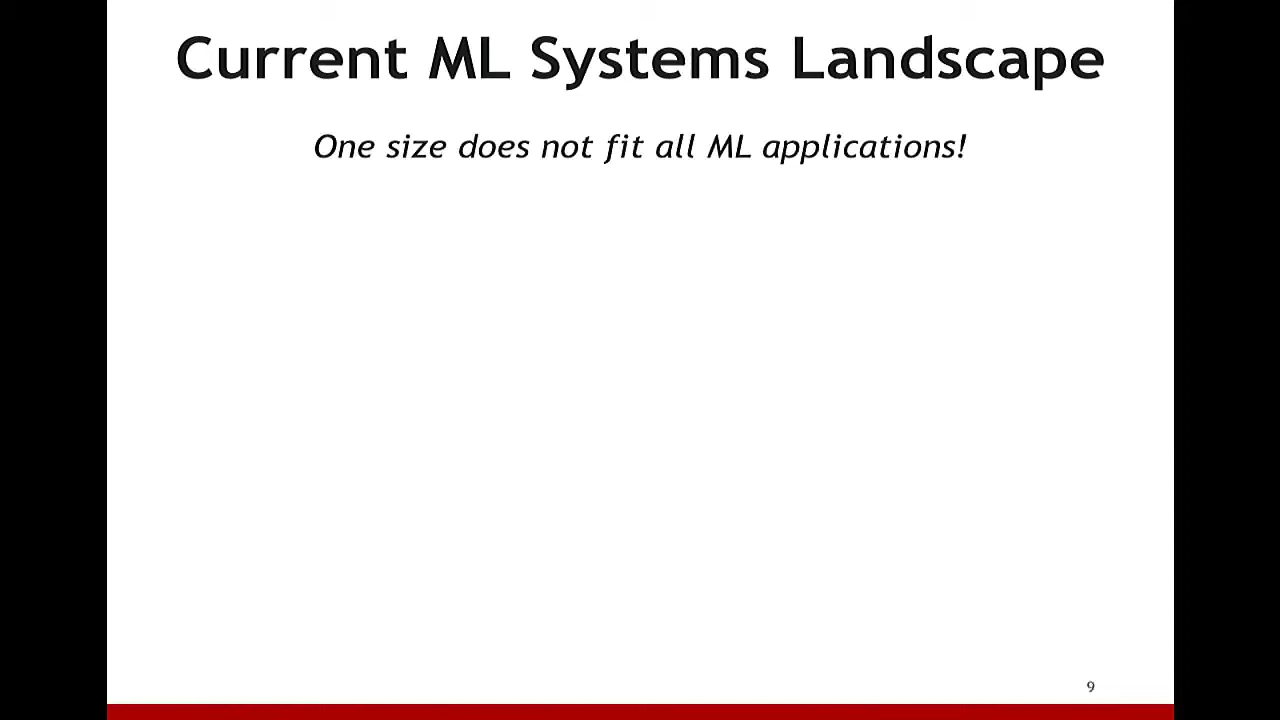 Current ML Systems Landscape
One size does not fit all ML applications!
9